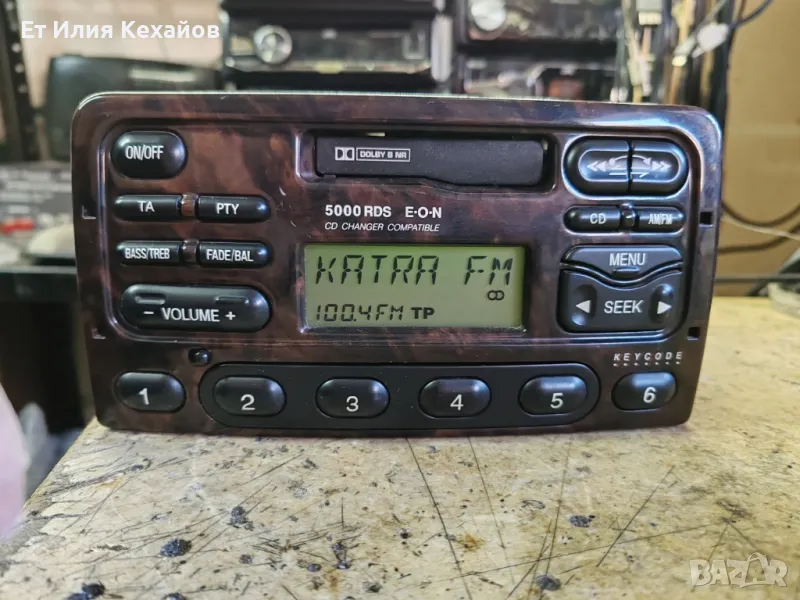 Ет Илия Кехайов
ON/OFF
DOLBY B NR
TA
PTY
5000 RDS E·O·N
CD CHANGER COMPATIBLE
CD
AM/FM
BASS/TREB
FADE/BAL
KATRA FM
MENU
- VOLUME +
100.4FM TP
SEEK
KEYCODE
1
2
3
4
5
6
BAZAR